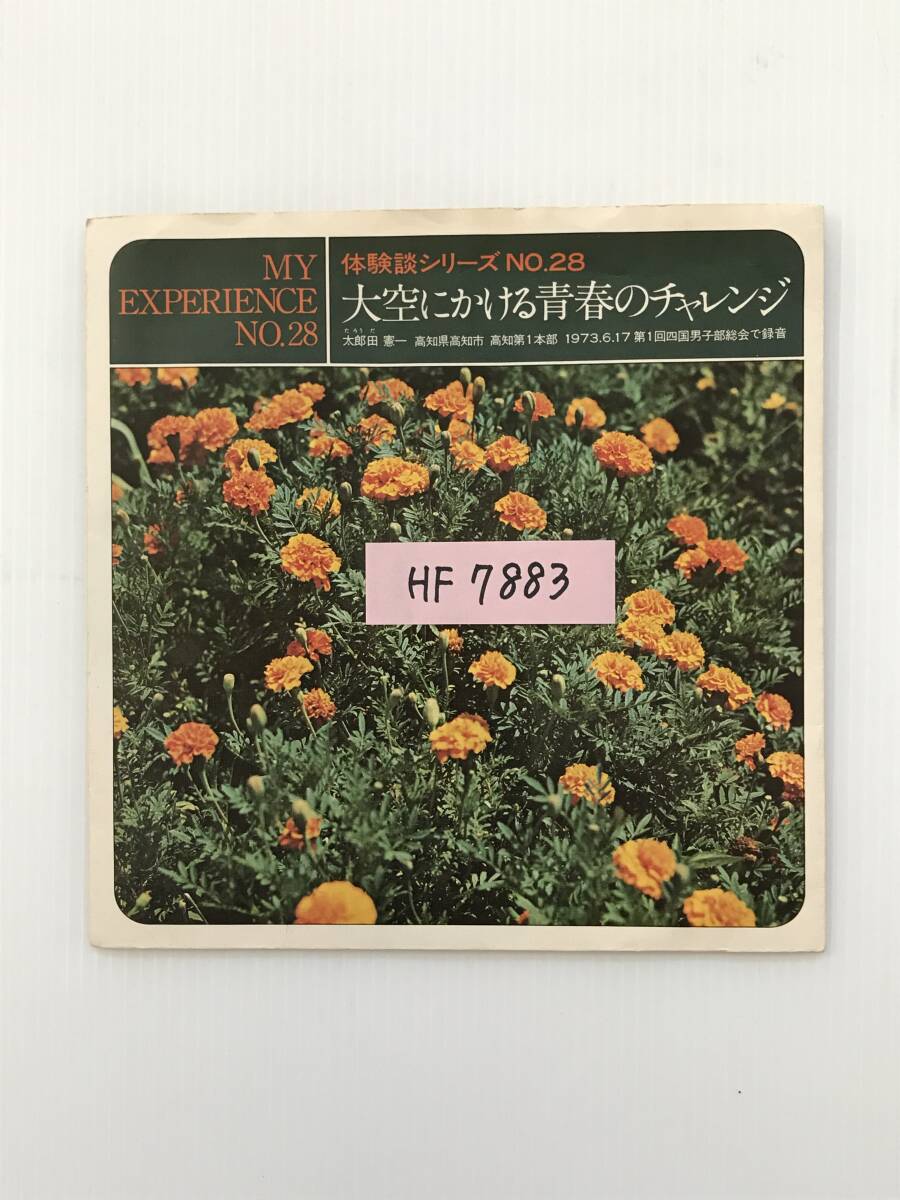 MY
EXPERIENCE
NO.28
体験談シリーズ NO.28
大空にかける青春のチャレンジ
たろうだ
太郎田 憲一 高知県高知市 高知第1本部 1973.6.17 第1回四国男子部総会で録音
HF 7883